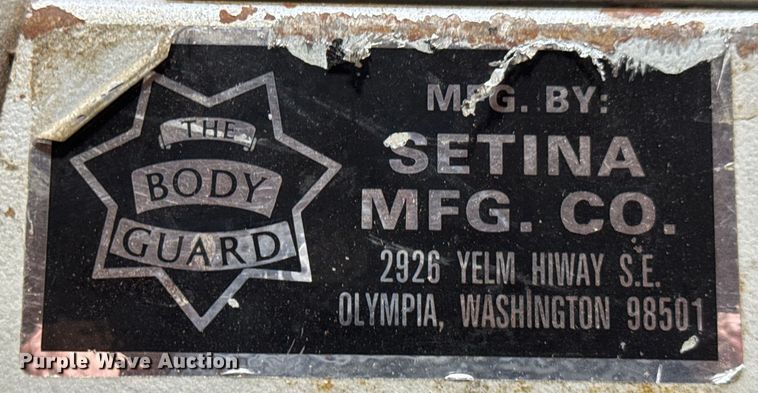 THE
BODY
GUARD
MFG. BY:
SETINA
MFG. CO.
2926 YELM HIWAY S.E.
OLYMPIA, WASHINGTON 98501
Purple Wave Auction